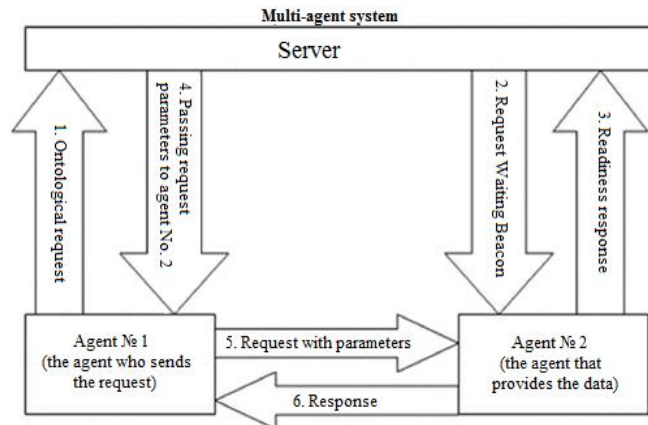 Multi-agent system
Server
1. Ontological request
4. Passing request
parameters to agent No. 2
2. Request Waiting Beacon
3. Readiness response
Agent № 1
(the agent who sends
the request)
5. Request with parameters
Agent № 2
(the agent that
provides the data)
6. Response